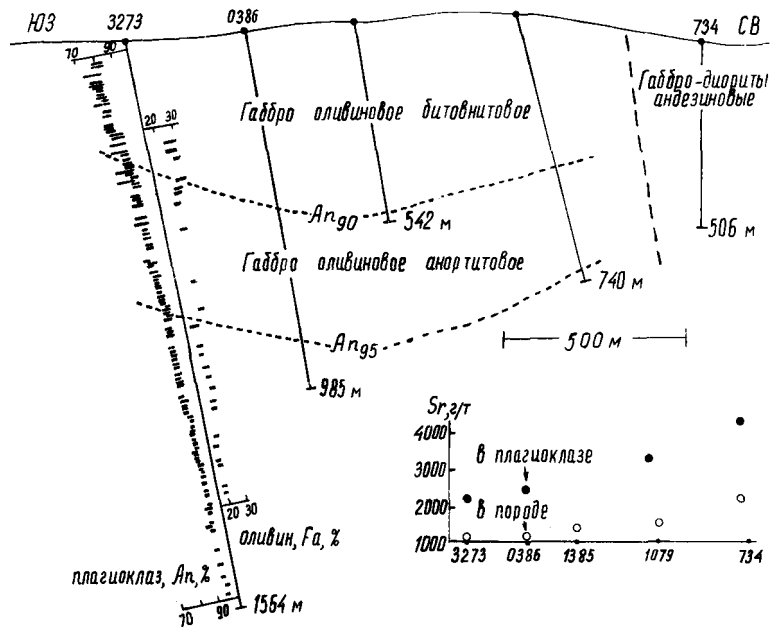 ЮЗ
3273
0386
734
СВ
70
90
20 30
Габбро оливиновое битовнитовое
Габбро-диориты
андезиновые
An90
542 м
506 м
Габбро оливиновое анортитовое
740 м
An95
500 м
985 м
20 30
оливин, Fa, %
плагиоклаз, An, %
70
90
1564 м
Sr, г/т
4000
3000
2000
1000
в плагиоклазе
в породе
3273 0386 1385 1079 734